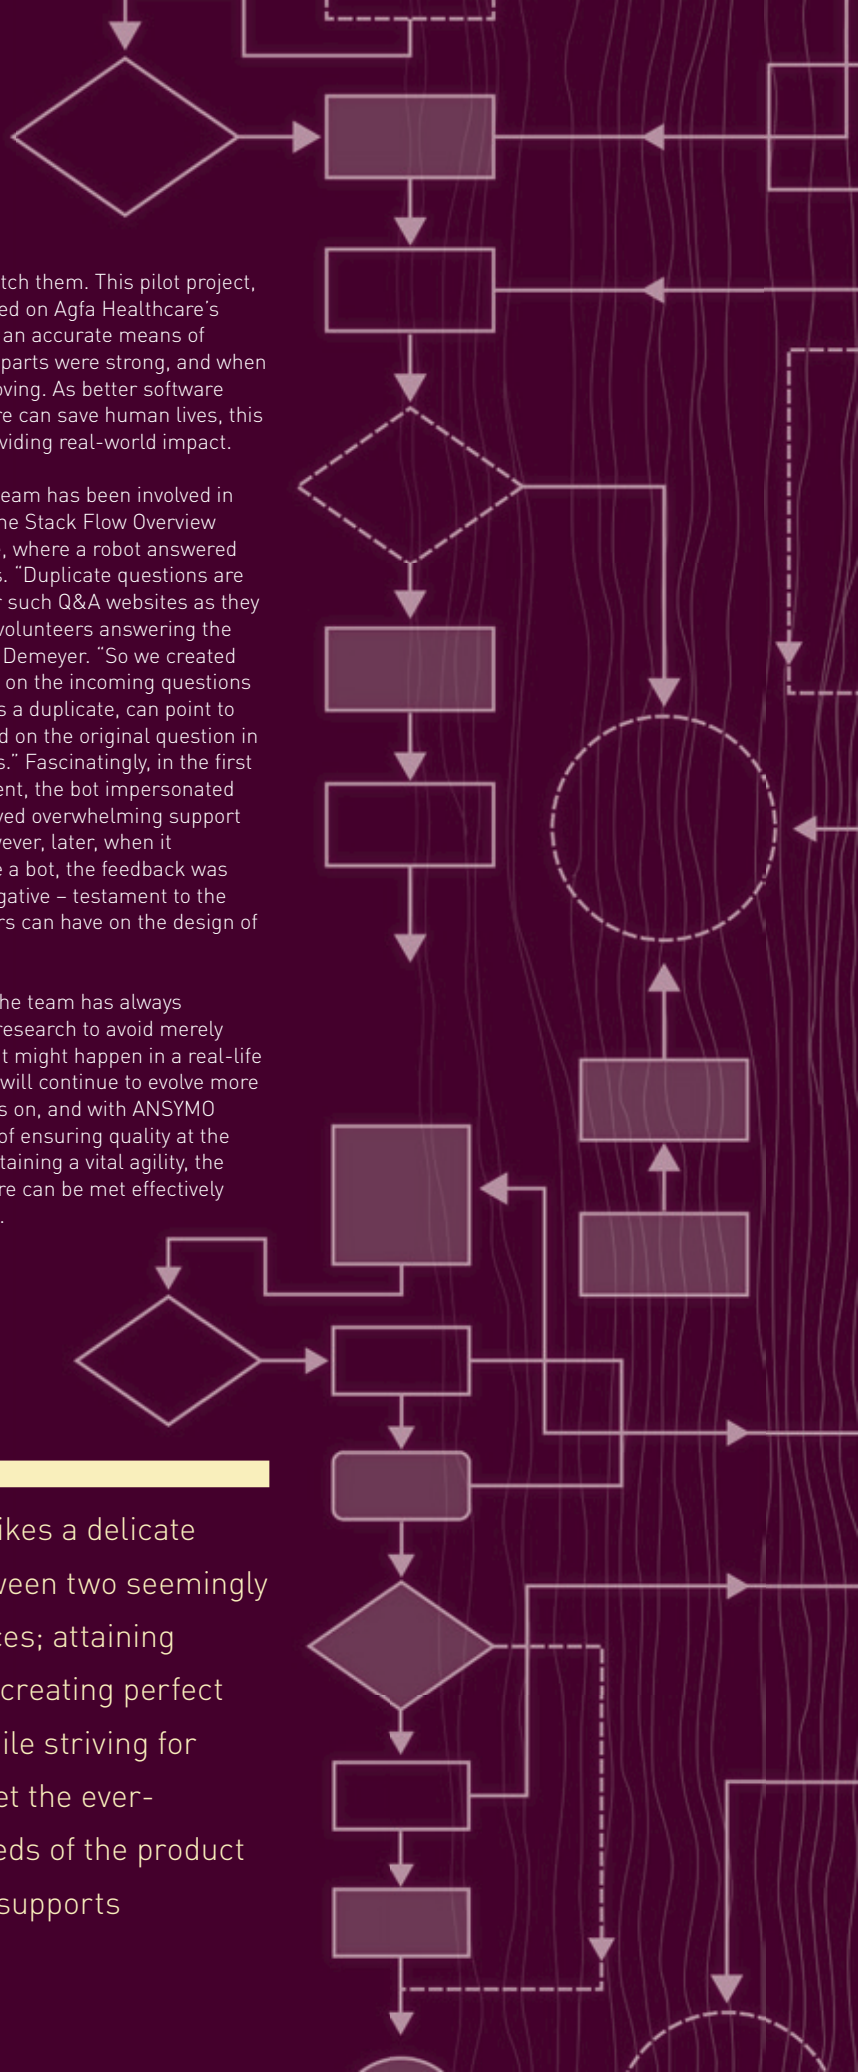 tch them. This pilot project,
ed on Agfa Healthcare's
an accurate means of
parts were strong, and when
oving. As better software
re can save human lives, this
viding real-world impact.
team has been involved in
he Stack Flow Overview
, where a robot answered
s. “Duplicate questions are
r such Q&A websites as they
volunteers answering the
Demeyer. “So we created
on the incoming questions
s a duplicate, can point to
d on the original question in
s.” Fascinatingly, in the first
ent, the bot impersonated
ved overwhelming support
vever, later, when it
e a bot, the feedback was
gative – testament to the
rs can have on the design of
he team has always
research to avoid merely
t might happen in a real-life
will continue to evolve more
s on, and with ANSYMO
of ensuring quality at the
taining a vital agility, the
re can be met effectively
.
ikes a delicate
ween two seemingly
ces; attaining
creating perfect
ile striving for
et the ever-
eds of the product
supports